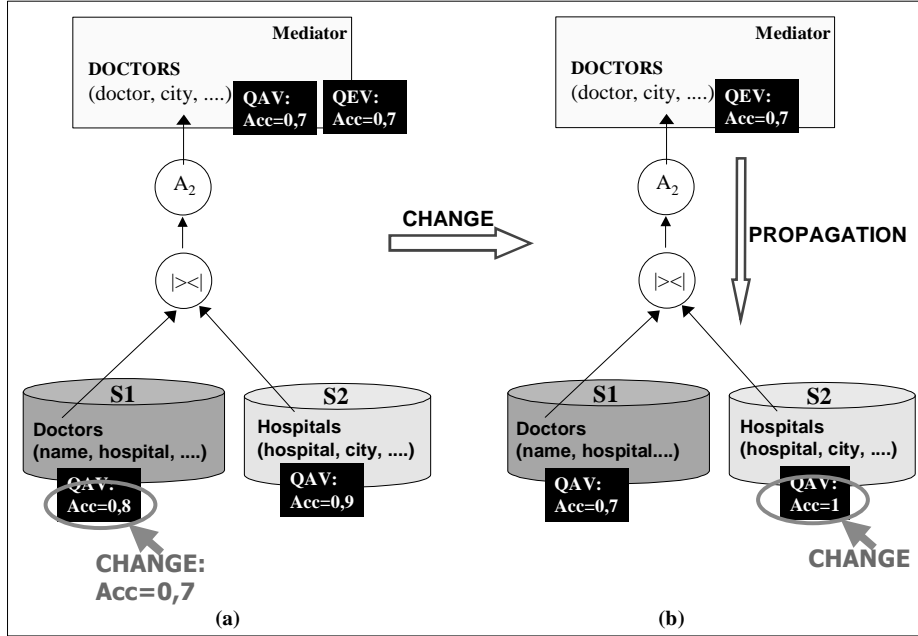 Mediator
DOCTORS
(doctor, city, ....)
QAV:
Acc=0,7
QEV:
Acc=0,7
A2
|><|
S1
Doctors
(name, hospital, ....)
QAV:
Acc=0,8
CHANGE:
Acc=0,7
S2
Hospitals
(hospital, city, ....)
QAV:
Acc=0,9
(a)
CHANGE
Mediator
DOCTORS
(doctor, city, ....)
QEV:
Acc=0,7
A2
PROPAGATION
|><|
S1
Doctors
(name, hospital....)
QAV:
Acc=0,7
S2
Hospitals
(hospital, city, ....)
QAV:
Acc=1
CHANGE
(b)